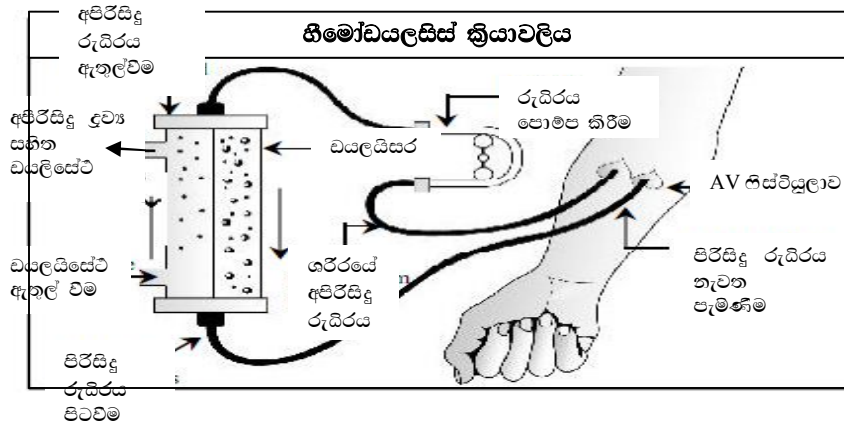 හීමෝඩයලසිස් ක්‍රියාවලිය
අපිරිසිදු
රුධිරය
ඇතුල්වීම
අපිරිසිදු ද්‍රව්‍ය
සහිත
ඩයලිසේට්
ඩයලයිසර
රුධිරය
පොම්ප කිරීම
AV ෆිස්ටියුලාව
ඩයලයිසේට්
ඇතුල් වීම
ශරීරයේ
අපිරිසිදු
රුධිරය
පිරිසිදු රුධිරය
නැවත
පැමිණීම
පිරිසිදු
රුධිරය
පිටවීම